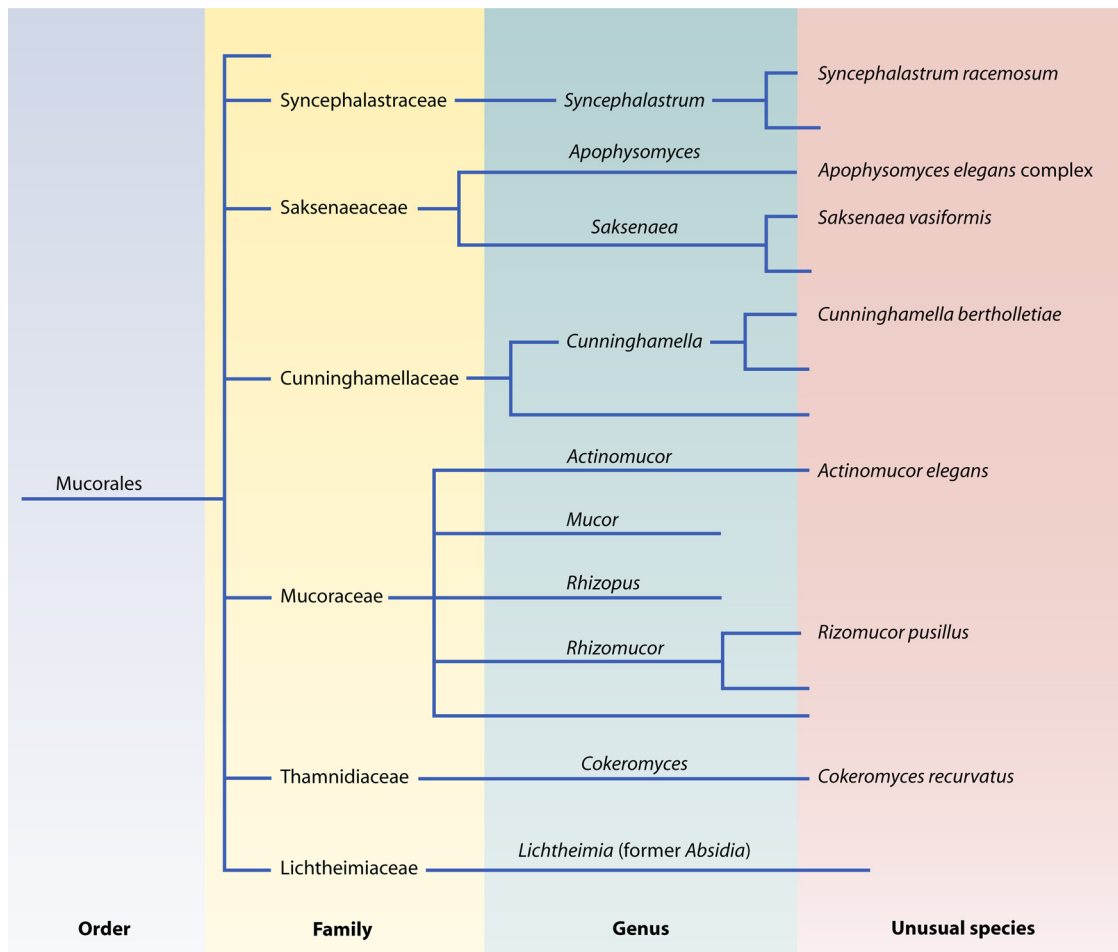 Syncephalastrum racemosum
Syncephalastraceae
Syncephalastrum
Apophysomyces
Apophysomyces elegans complex
Saksenaeaceae
Saksenaea
Saksenaea vasiformis
Cunninghamella bertholletiae
Cunninghamella
Cunninghamellaceae
Actinomucor
Actinomucor elegans
Mucorales
Mucor
Rhizopus
Mucoraceae
Rizomucor pusillus
Rhizomucor
Cokeromyces
Thamnidiaceae
Cokeromyces recurvatus
Lichtheimia (former Absidia)
Lichtheimiaceae
Order
Family
Genus
Unusual species